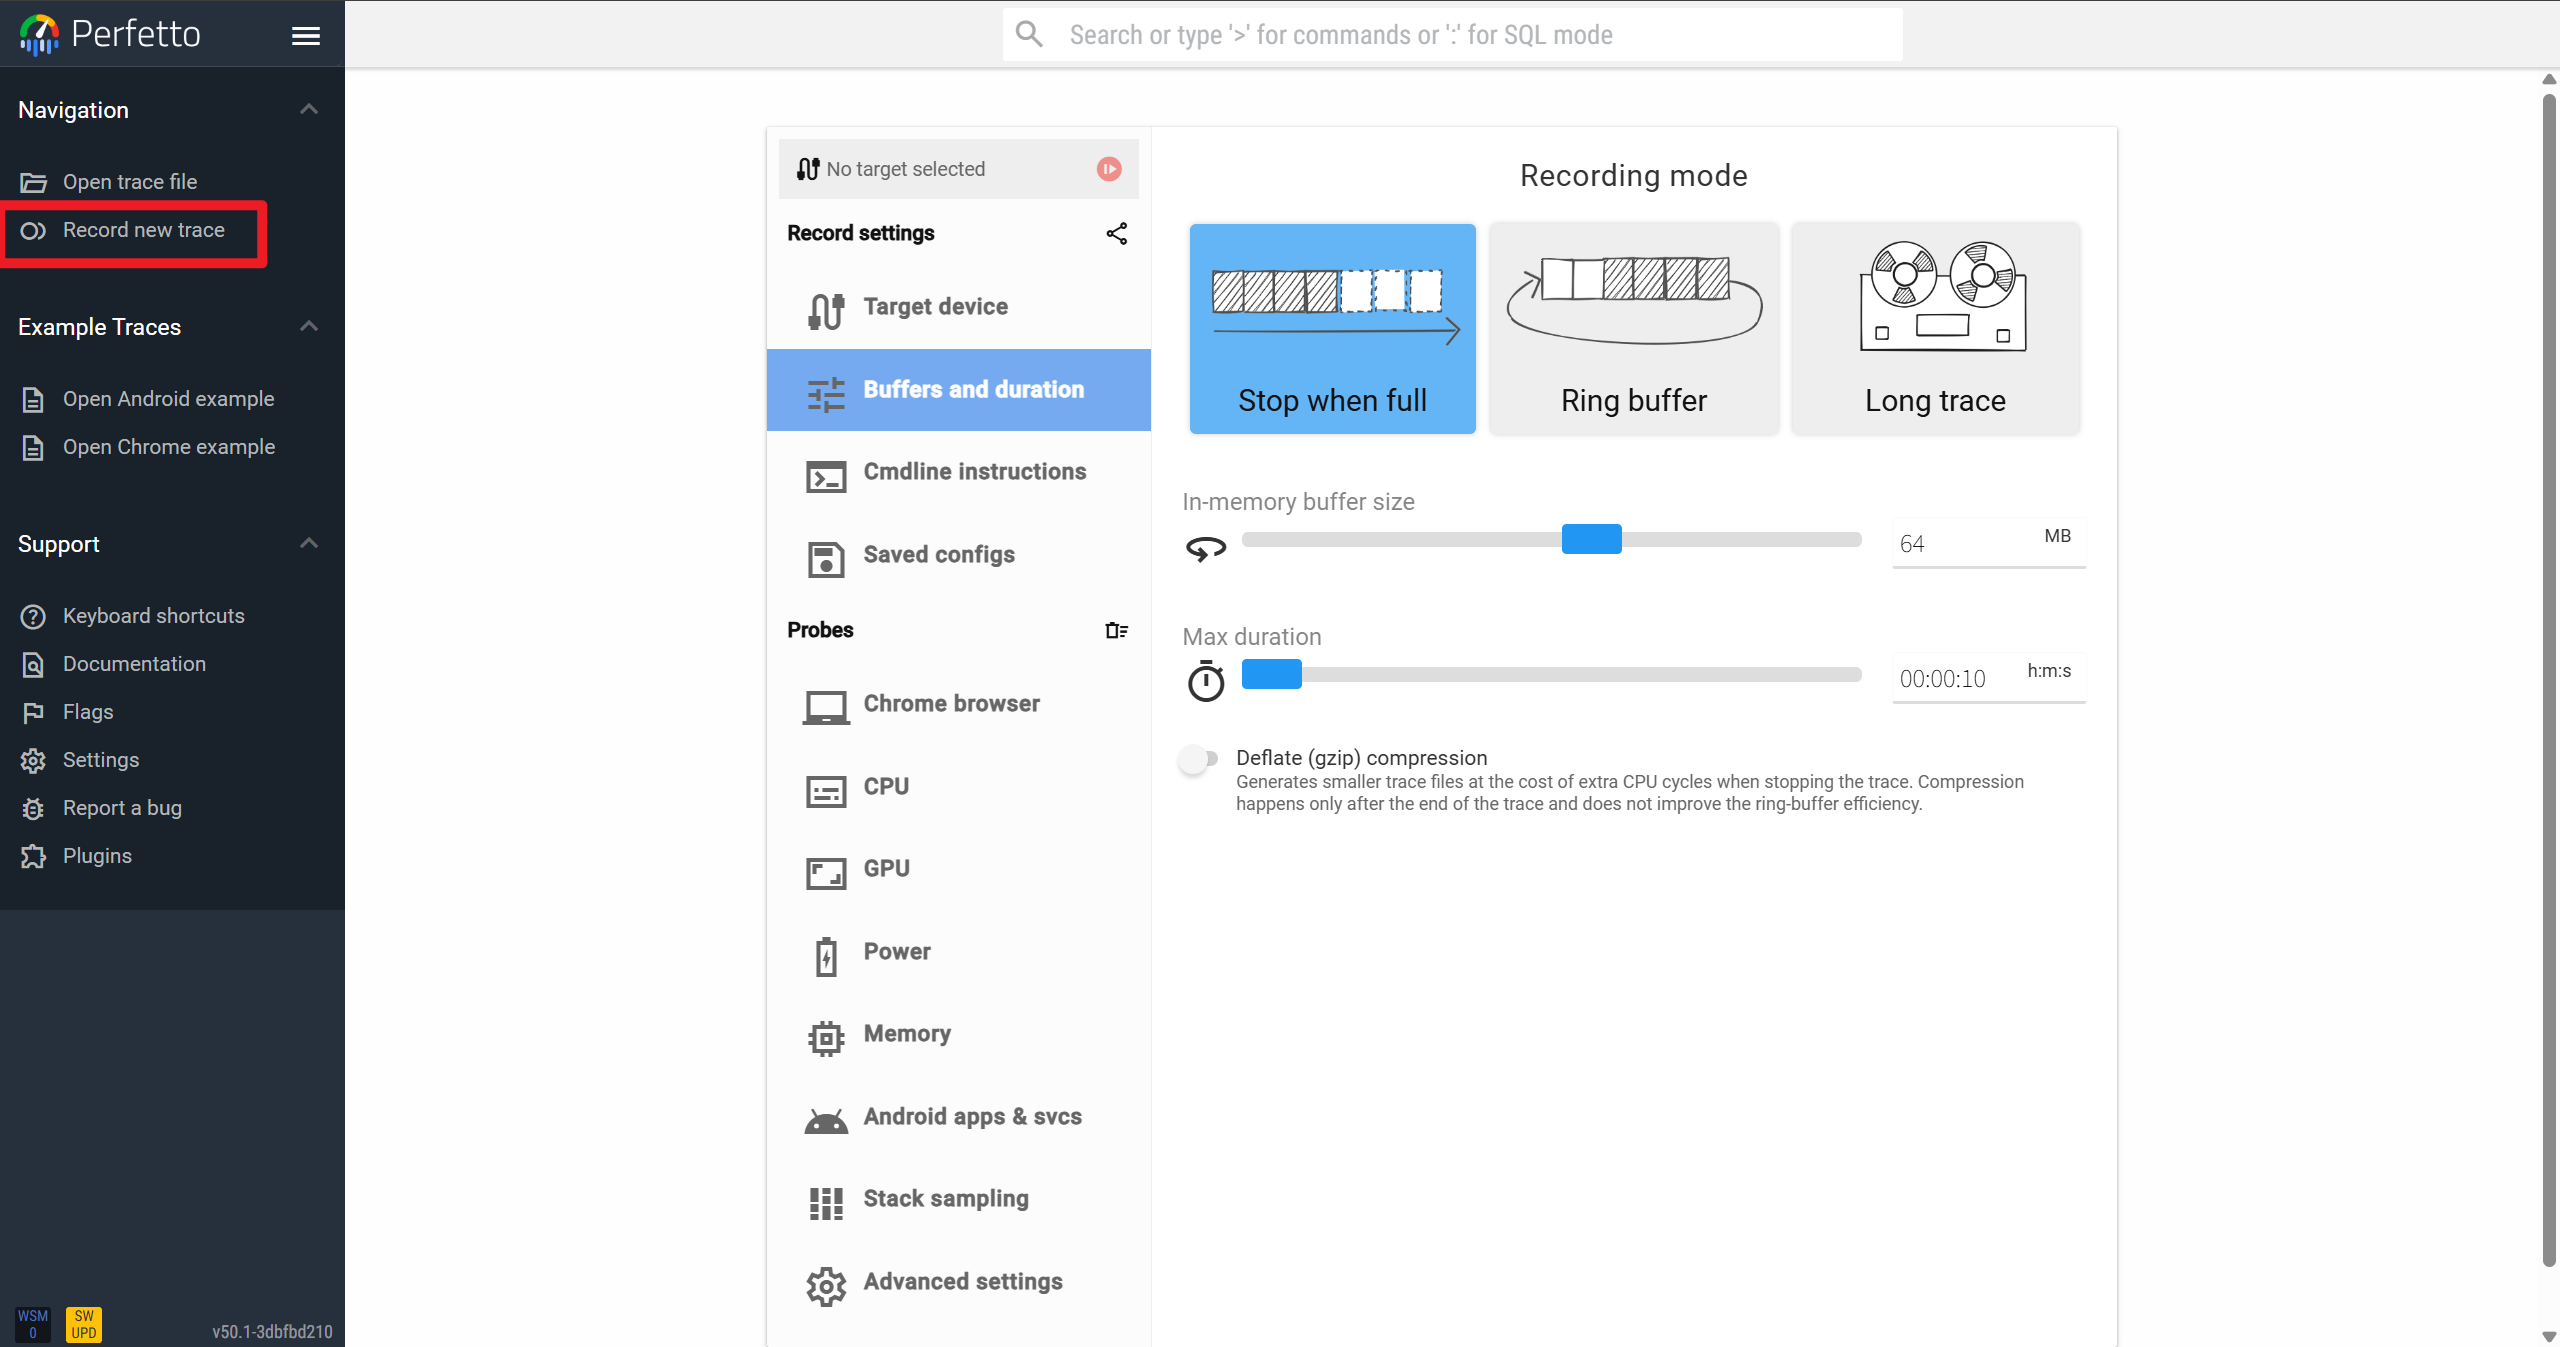 Perfetto
Search or type '>' for commands or ':' for SQL mode
Navigation
Open trace file
Record new trace
Example Traces
Open Android example
Open Chrome example
Support
Keyboard shortcuts
Documentation
Flags
Settings
Report a bug
Plugins
WSM
0
SW
UPD
v50.1-3dbfbd210
No target selected
Record settings
Target device
Buffers and duration
Cmdline instructions
Saved configs
Probes
Chrome browser
CPU
GPU
Power
Memory
Android apps & svcs
Stack sampling
Advanced settings
Recording mode
Stop when full
Ring buffer
Long trace
In-memory buffer size
64
MB
Max duration
00:00:10
h:m:s
Deflate (gzip) compression
Generates smaller trace files at the cost of extra CPU cycles when stopping the trace. Compression
happens only after the end of the trace and does not improve the ring-buffer efficiency.